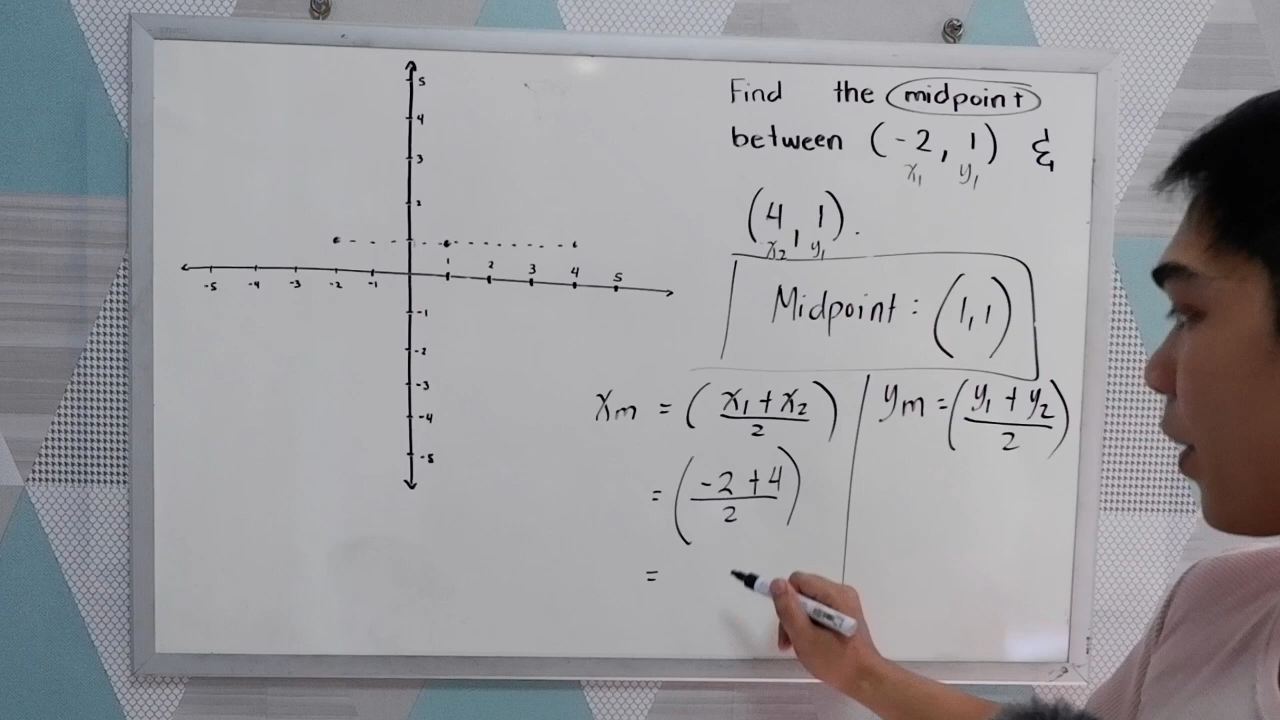 5
4
3
2
-5 -4 -3 -2 -1 1 2 3 4 5
-1
-2
-3
-4
-5
Find the midpoint
between (-2, 1) &
x₁ y₁
(4, 1).
x₂ y₁
Midpoint: (1,1)
xm = (x₁ + x₂ / 2)
= (-2 + 4 / 2)
=
ym = (y₁ + y₂ / 2)